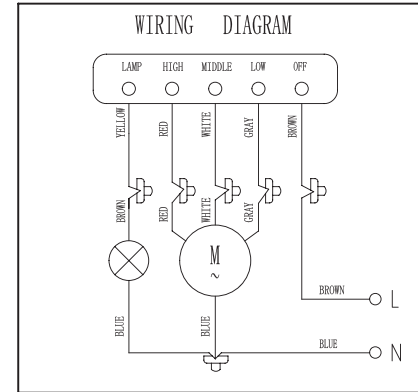 WIRING DIAGRAM
LAMP HIGH MIDDLE LOW OFF
YELLOW RED WHITE GRAY BROWN
BROWN RED WHITE GRAY
M
~
BROWN L
BLUE BLUE BLUE N